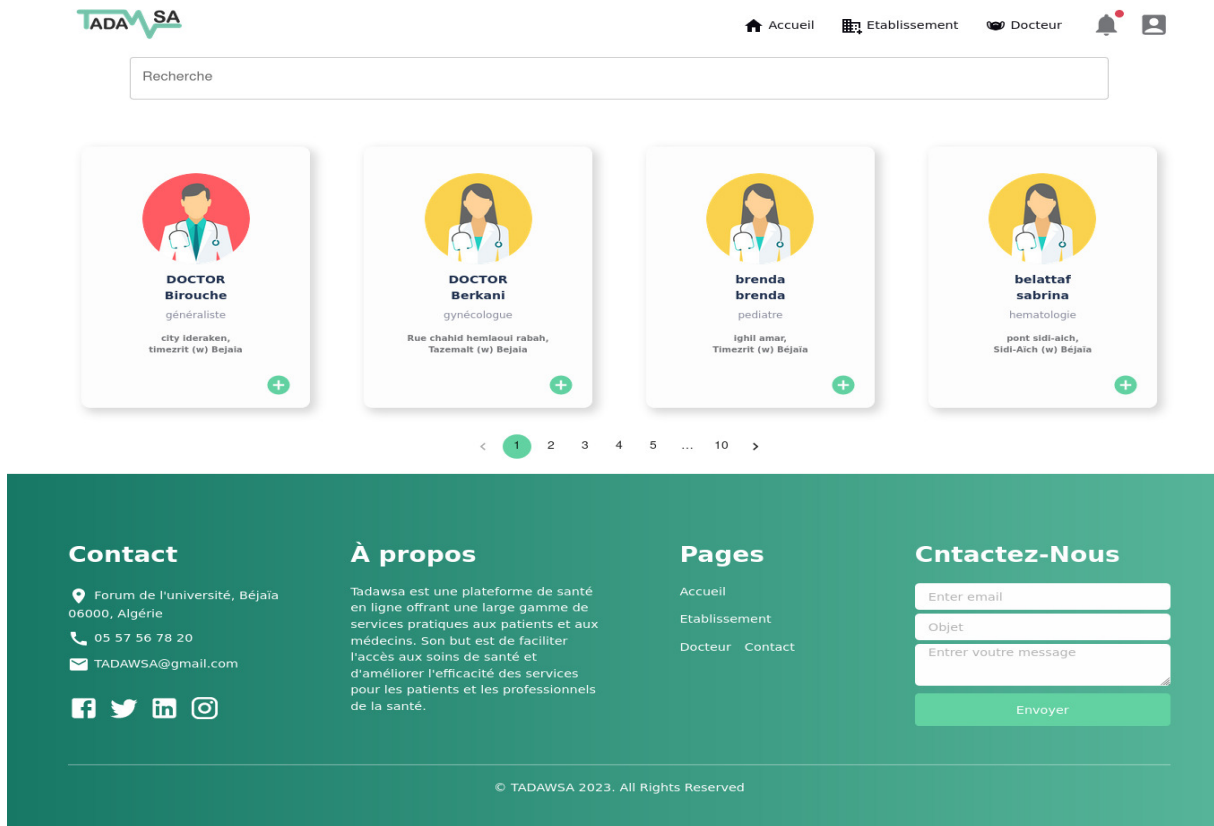 TADAWSA
Accueil
Etablissement
Docteur
Recherche
DOCTOR
Birouche
généraliste
city ideraken,
timezrit (w) Bejaia
DOCTOR
Berkani
gynécologue
Rue chahid hemlaoui rabah,
Tazemalt (w) Bejaia
brenda
brenda
pediatre
ighil amar,
Timezrit (w) Béjaïa
belattaf
sabrina
hematologie
pont sidi-aich,
Sidi-Aïch (w) Béjaïa
‹ 1 2 3 4 5 … 10 ›
Contact
Forum de l'université, Béjaïa
06000, Algérie
05 57 56 78 20
TADAWSA@gmail.com
À propos
Tadawsa est une plateforme de santé
en ligne offrant une large gamme de
services pratiques aux patients et aux
médecins. Son but est de faciliter
l'accès aux soins de santé et
d'améliorer l'efficacité des services
pour les patients et les professionnels
de la santé.
Pages
Accueil
Etablissement
Docteur Contact
Cntactez-Nous
Enter email
Objet
Entrer voutre message
Envoyer
© TADAWSA 2023. All Rights Reserved